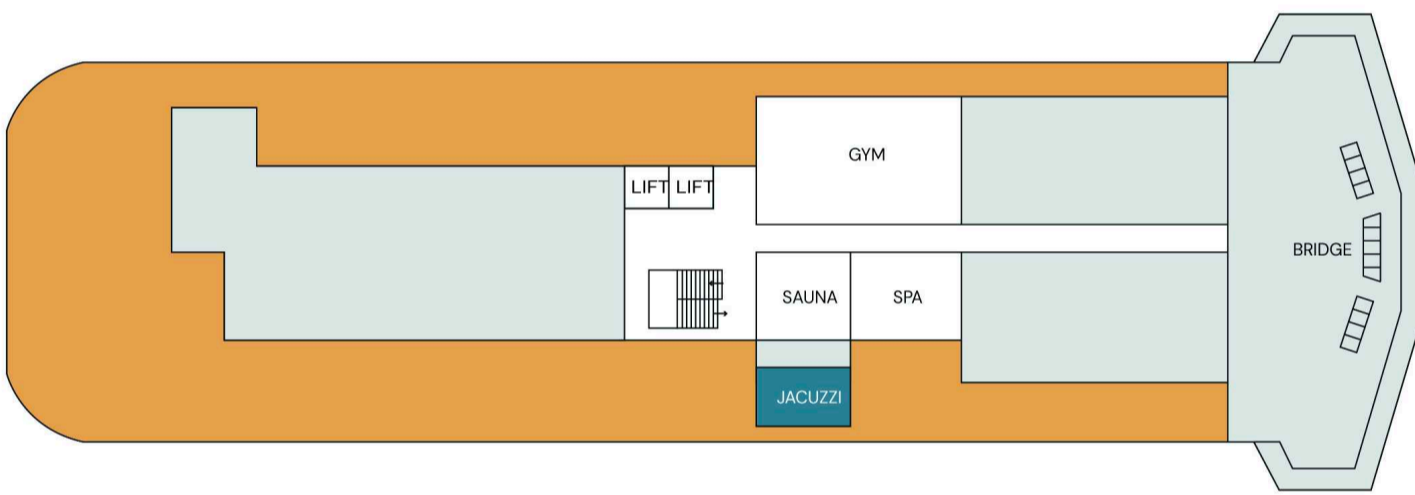 GYM
LIFT LIFT
BRIDGE
SAUNA SPA
JACUZZI